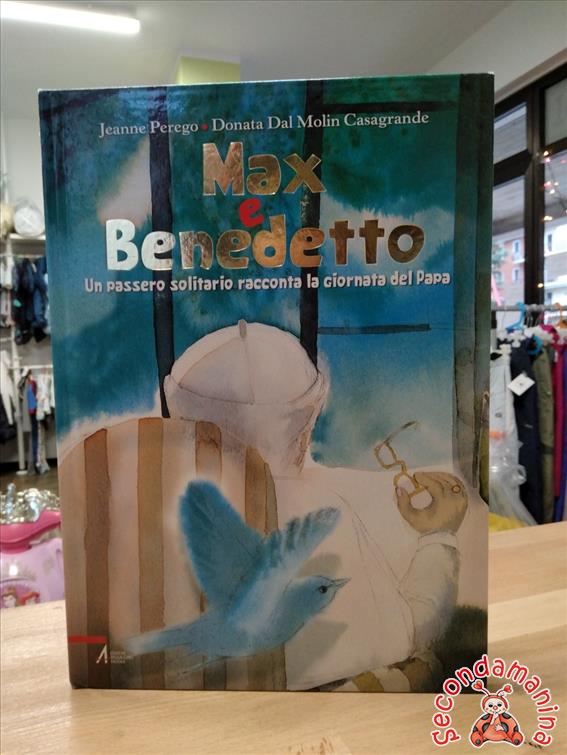 Jeanne Perego • Donata Dal Molin Casagrande
Max
e
Benedetto
Un passero solitario racconta la giornata del Papa
Secondamanina